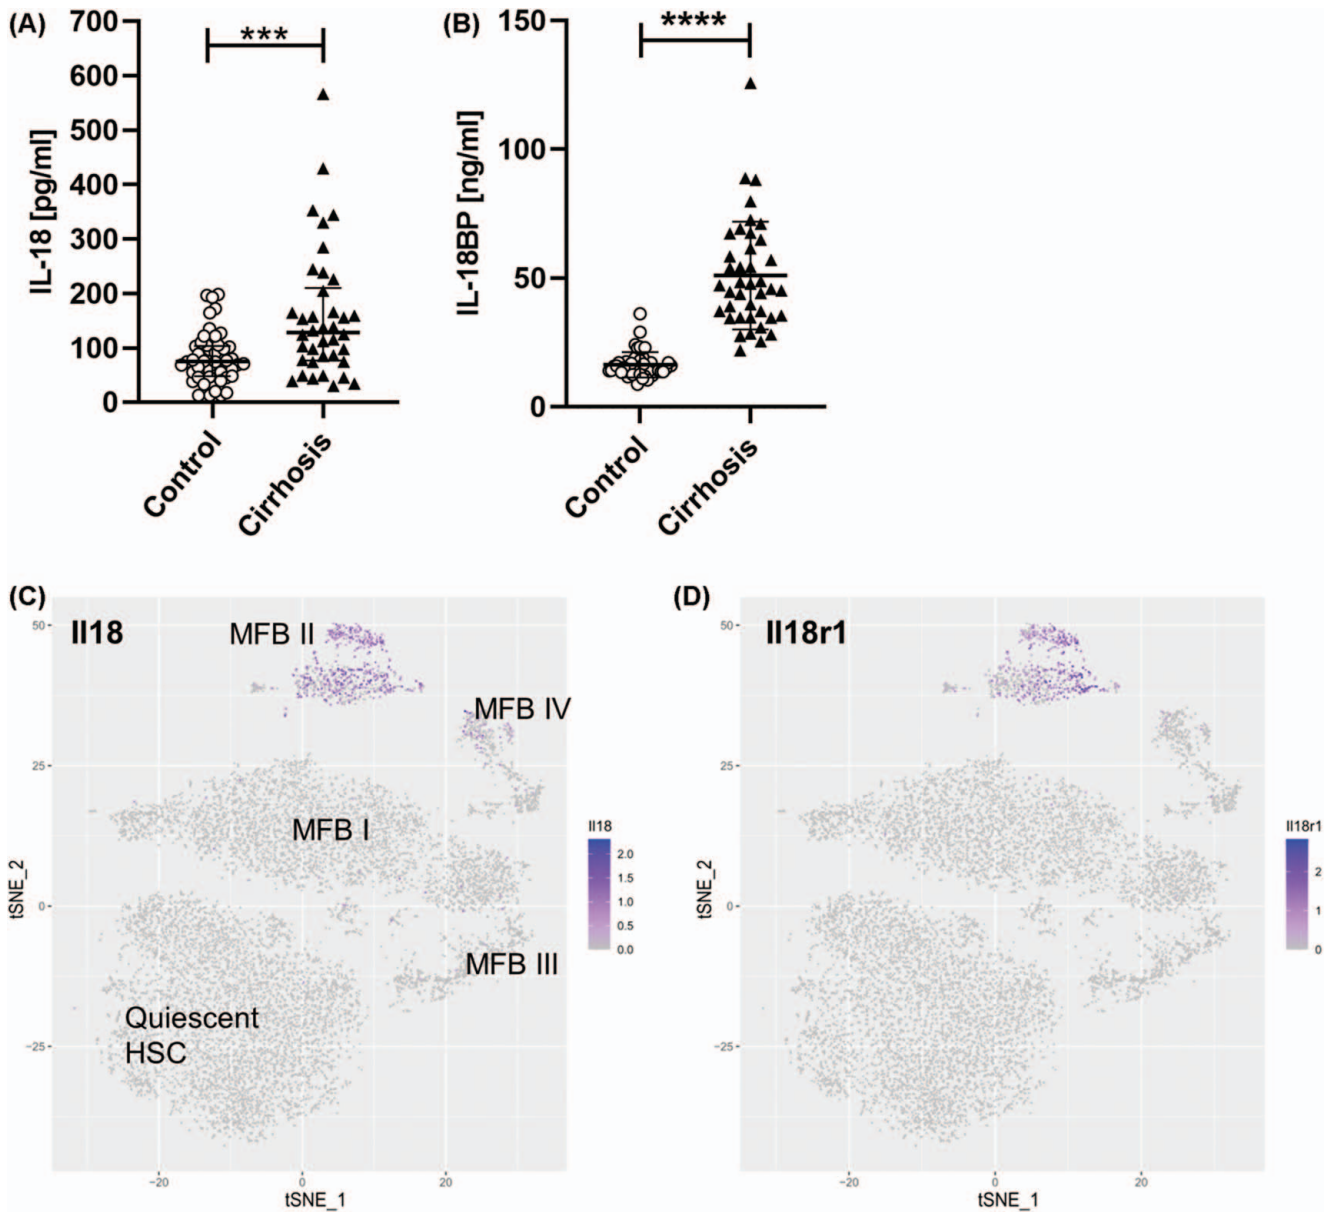 (A)
IL-18 [pg/ml]
700
600
500
400
300
200
100
0
***
Control
Cirrhosis
(B)
IL-18BP [ng/ml]
150
100
50
0
****
Control
Cirrhosis
(C)
Il18
MFB II
MFB IV
MFB I
MFB III
Quiescent
HSC
50
25
0
−25
tSNE_2
−20
0
20
tSNE_1
Il18
2.0
1.5
1.0
0.5
0.0
(D)
Il18r1
50
25
0
−25
tSNE_2
−20
0
20
tSNE_1
Il18r1
2
1
0